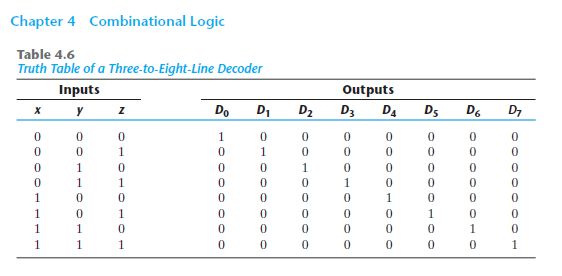 Chapter 4 Combinational Logic
Table 4.6
Truth Table of a Three-to-Eight-Line Decoder
Inputs Outputs
x y z D0 D1 D2 D3 D4 D5 D6 D7
0 0 0 1 0 0 0 0 0 0 0
0 0 1 0 1 0 0 0 0 0 0
0 1 0 0 0 1 0 0 0 0 0
0 1 1 0 0 0 1 0 0 0 0
1 0 0 0 0 0 0 1 0 0 0
1 0 1 0 0 0 0 0 1 0 0
1 1 0 0 0 0 0 0 0 1 0
1 1 1 0 0 0 0 0 0 0 1